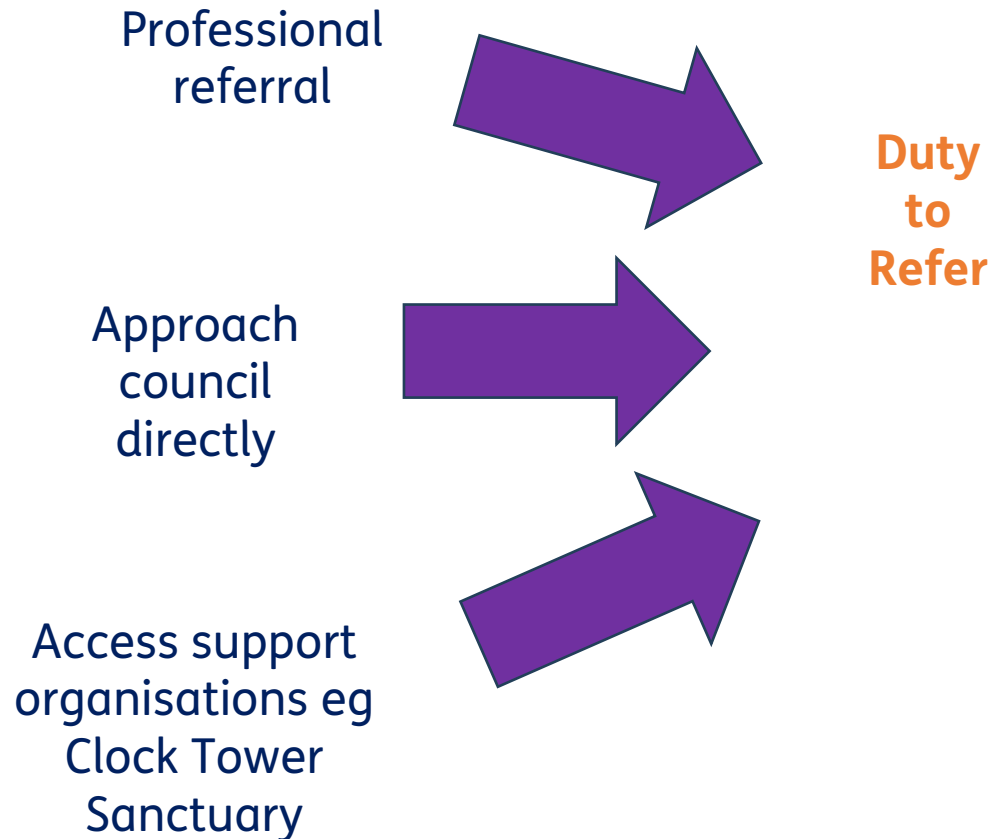 Professional
referral
Duty
to
Refer
Approach
council
directly
Access support
organisations eg
Clock Tower
Sanctuary